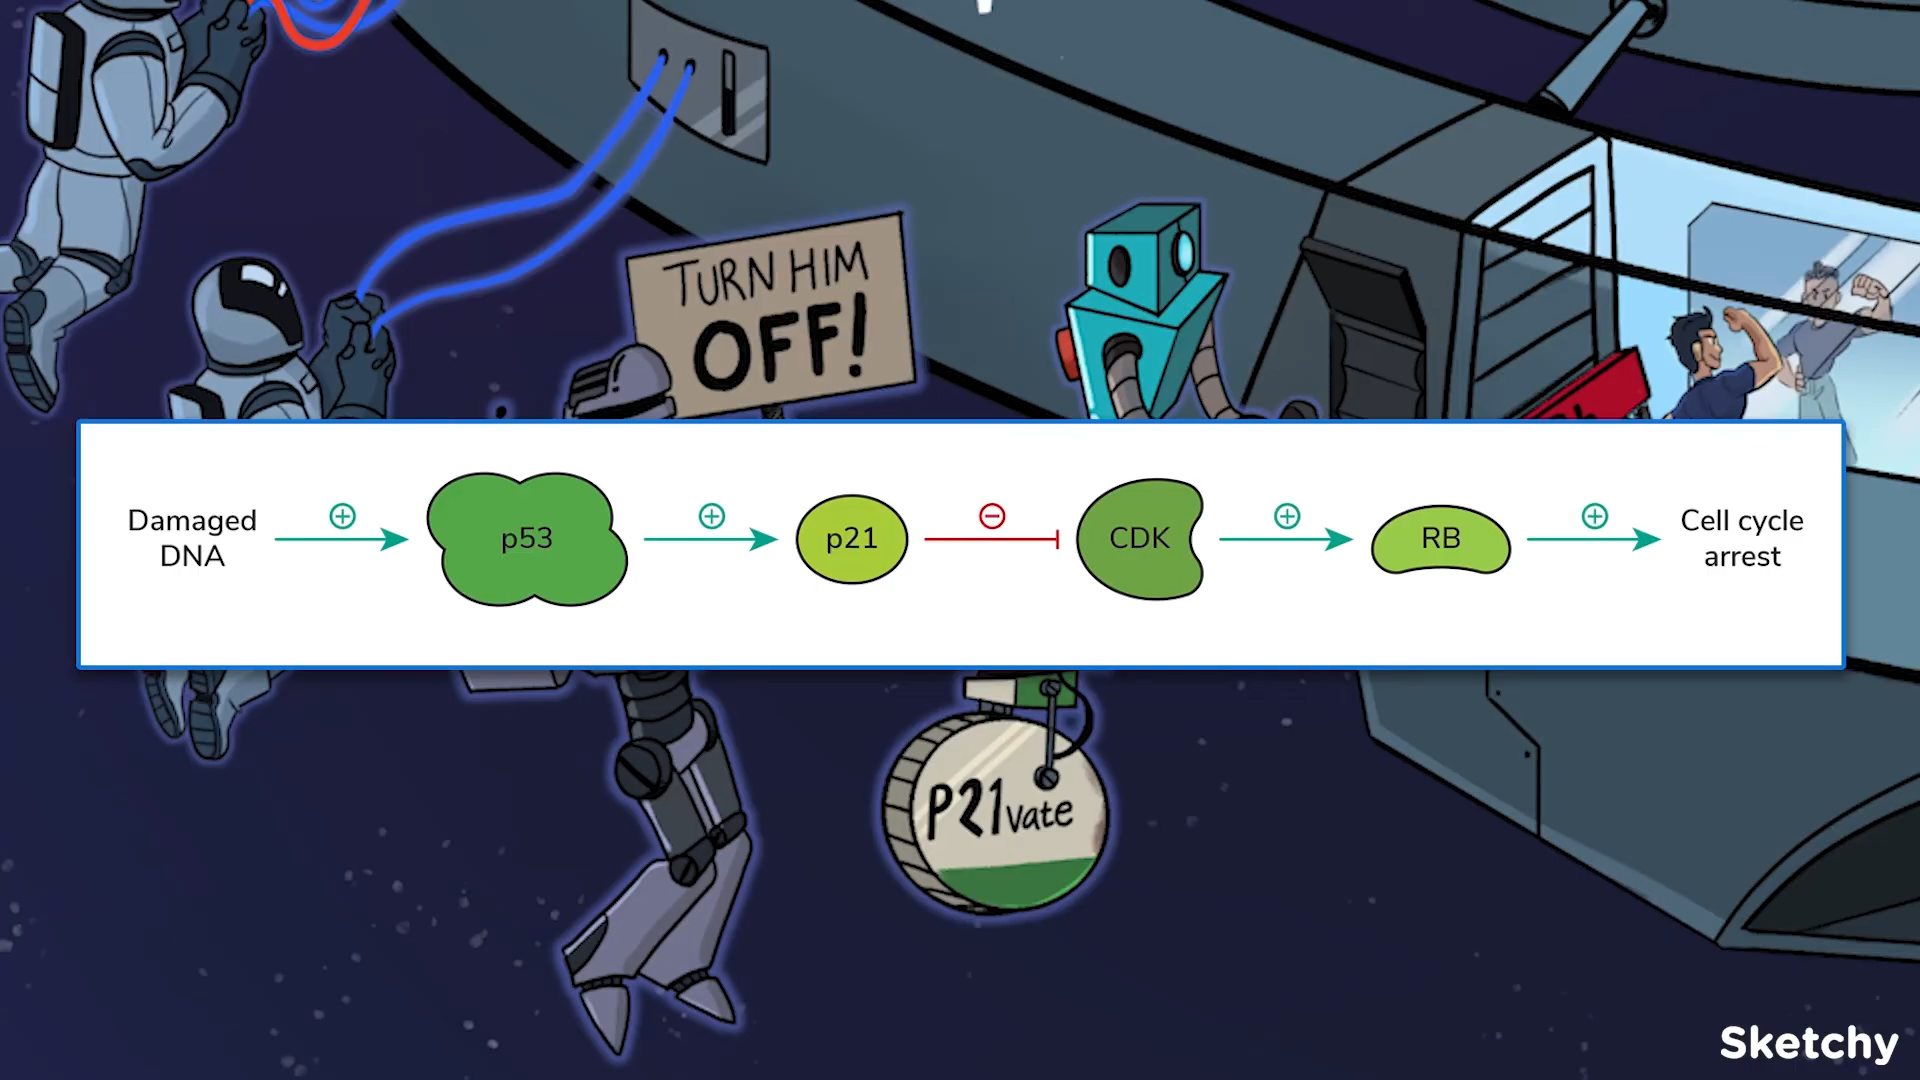 TURN HIM
OFF!
Damaged
DNA
p53
p21
CDK
RB
Cell cycle
arrest
P21vate
Sketchy